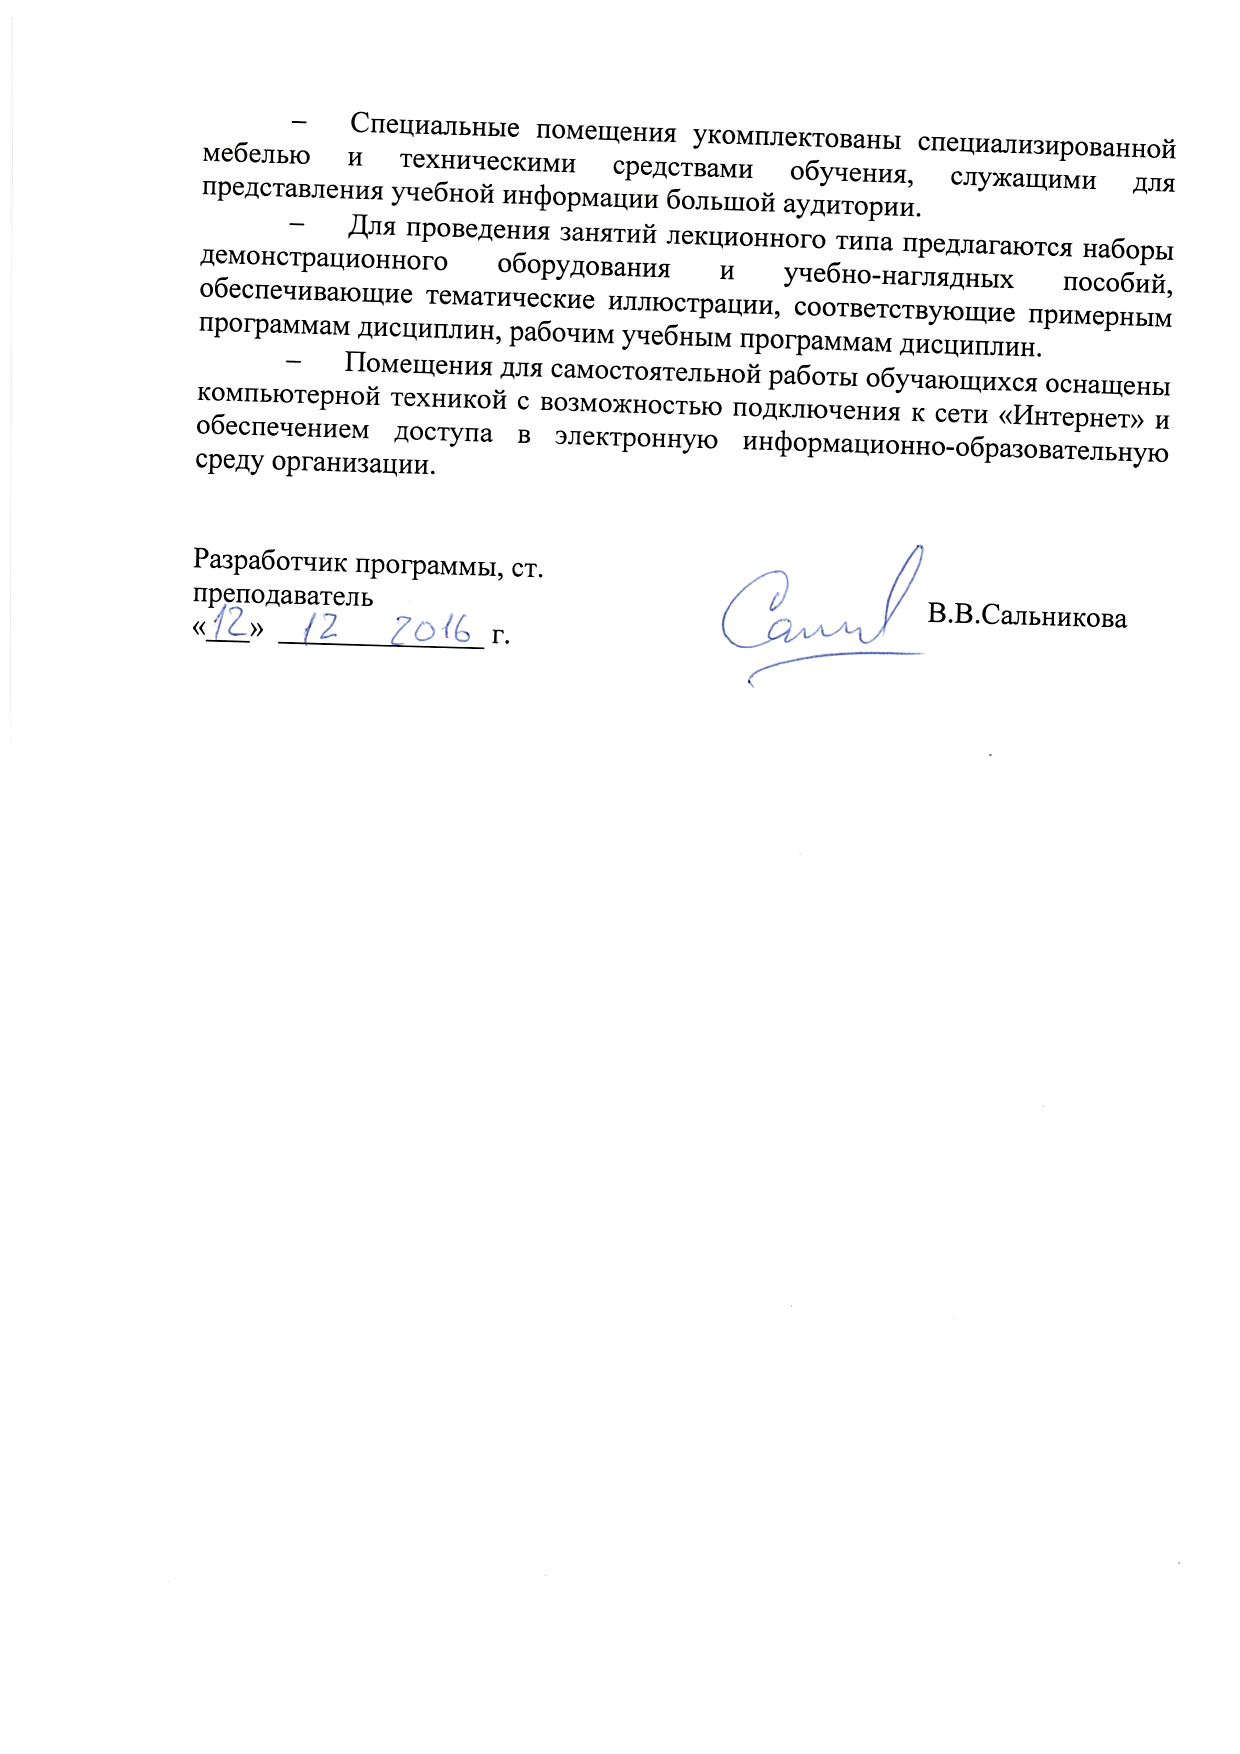 – Специальные помещения укомплектованы специализированной
мебелью и техническими средствами обучения, служащими для
представления учебной информации большой аудитории.
– Для проведения занятий лекционного типа предлагаются наборы
демонстрационного оборудования и учебно-наглядных пособий,
обеспечивающие тематические иллюстрации, соответствующие примерным
программам дисциплин, рабочим учебным программам дисциплин.
– Помещения для самостоятельной работы обучающихся оснащены
компьютерной техникой с возможностью подключения к сети «Интернет» и
обеспечением доступа в электронную информационно-образовательную
среду организации.
Разработчик программы, ст.
преподаватель
«12» 12 2016 г.
В.В.Сальникова